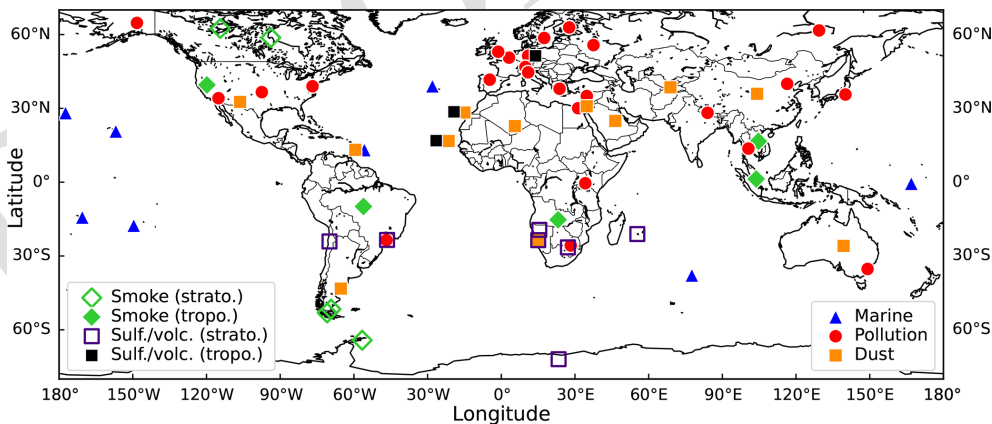 60°N
30°N
0°
30°S
60°S
60°N
30°N
0°
30°S
60°S
Latitude
Smoke (strato.)
Smoke (tropo.)
Sulf./volc. (strato.)
Sulf./volc. (tropo.)
Marine
Pollution
Dust
180° 150°W 120°W 90°W 60°W 30°W 0° 30°E 60°E 90°E 120°E 150°E 180°
Longitude